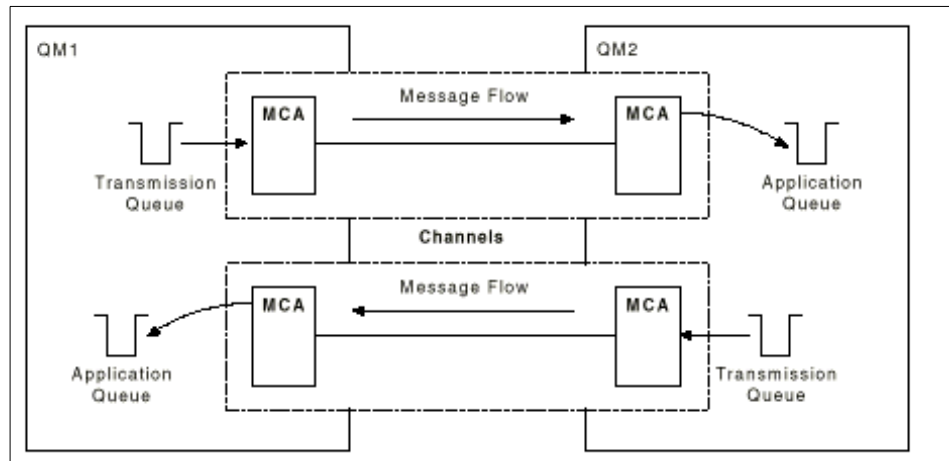 QM1
QM2
Message Flow
MCA
MCA
Transmission
Queue
Application
Queue
Channels
Message Flow
MCA
MCA
Application
Queue
Transmission
Queue